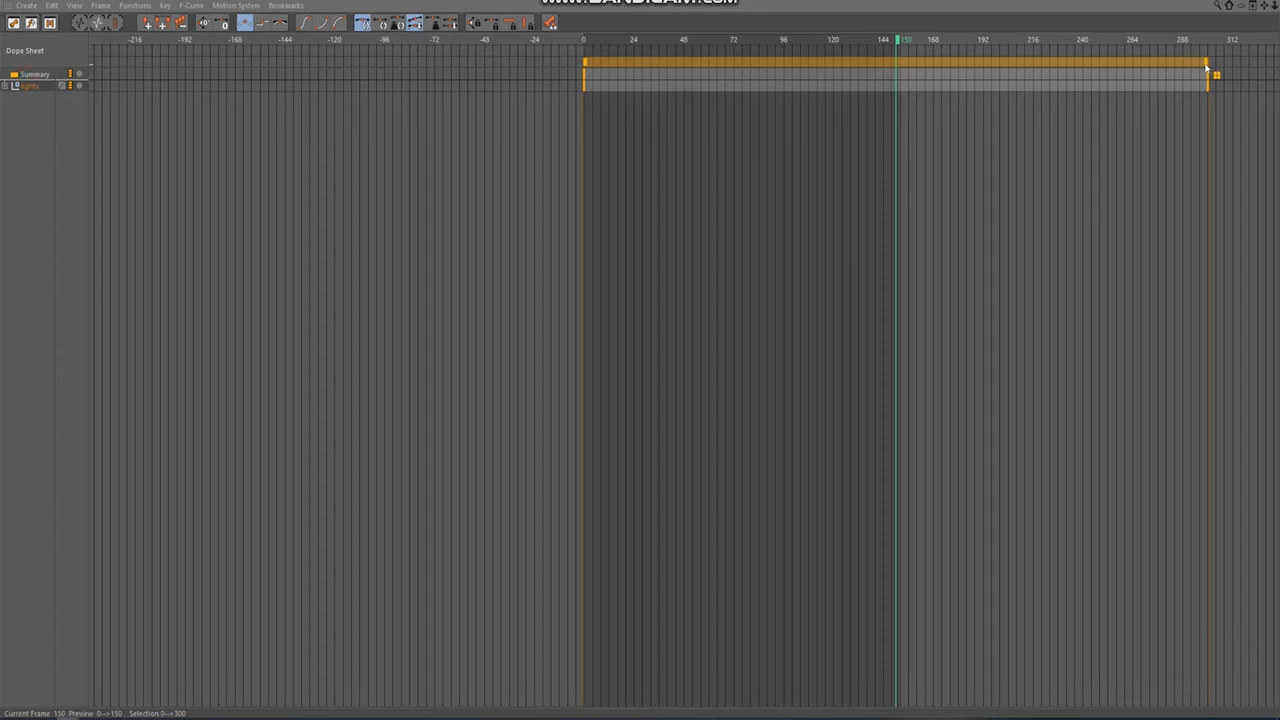 WWW.BANDICAM.COM
Create Edit View Frame Functions Key F-Curve Motion System Bookmarks
-216 -192 -168 -144 -120 -96 -72 -48 -24 0 24 48 72 96 120 144 150 168 192 216 240 264 288 312
Dope Sheet
Summary
lights
Current Frame 150 Preview 0-->150 Selection 0-->300